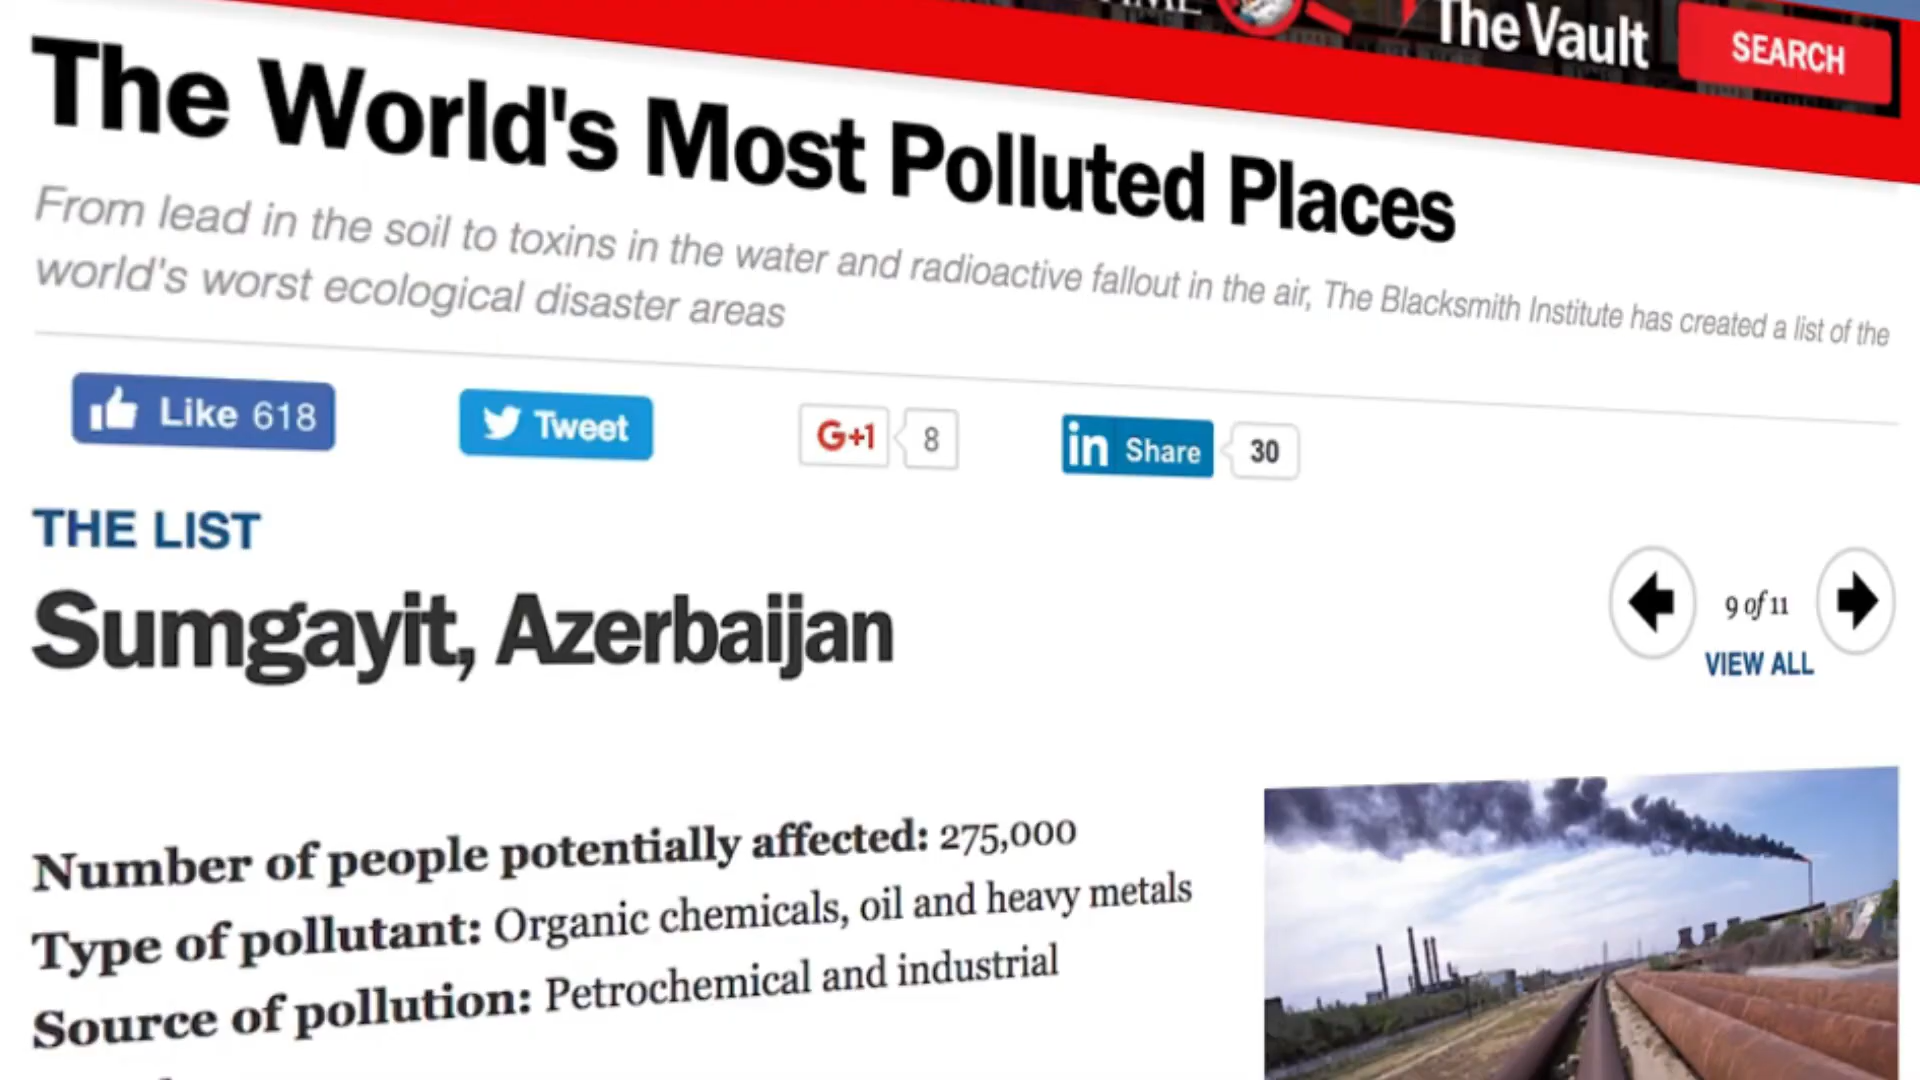 The Vault
SEARCH
The World's Most Polluted Places
From lead in the soil to toxins in the water and radioactive fallout in the air, The Blacksmith Institute has created a list of the
world's worst ecological disaster areas
Like 618
Tweet
G+1
8
in Share
30
THE LIST
Sumgayit, Azerbaijan
9 of 11
VIEW ALL
Number of people potentially affected: 275,000
Type of pollutant: Organic chemicals, oil and heavy metals
Source of pollution: Petrochemical and industrial